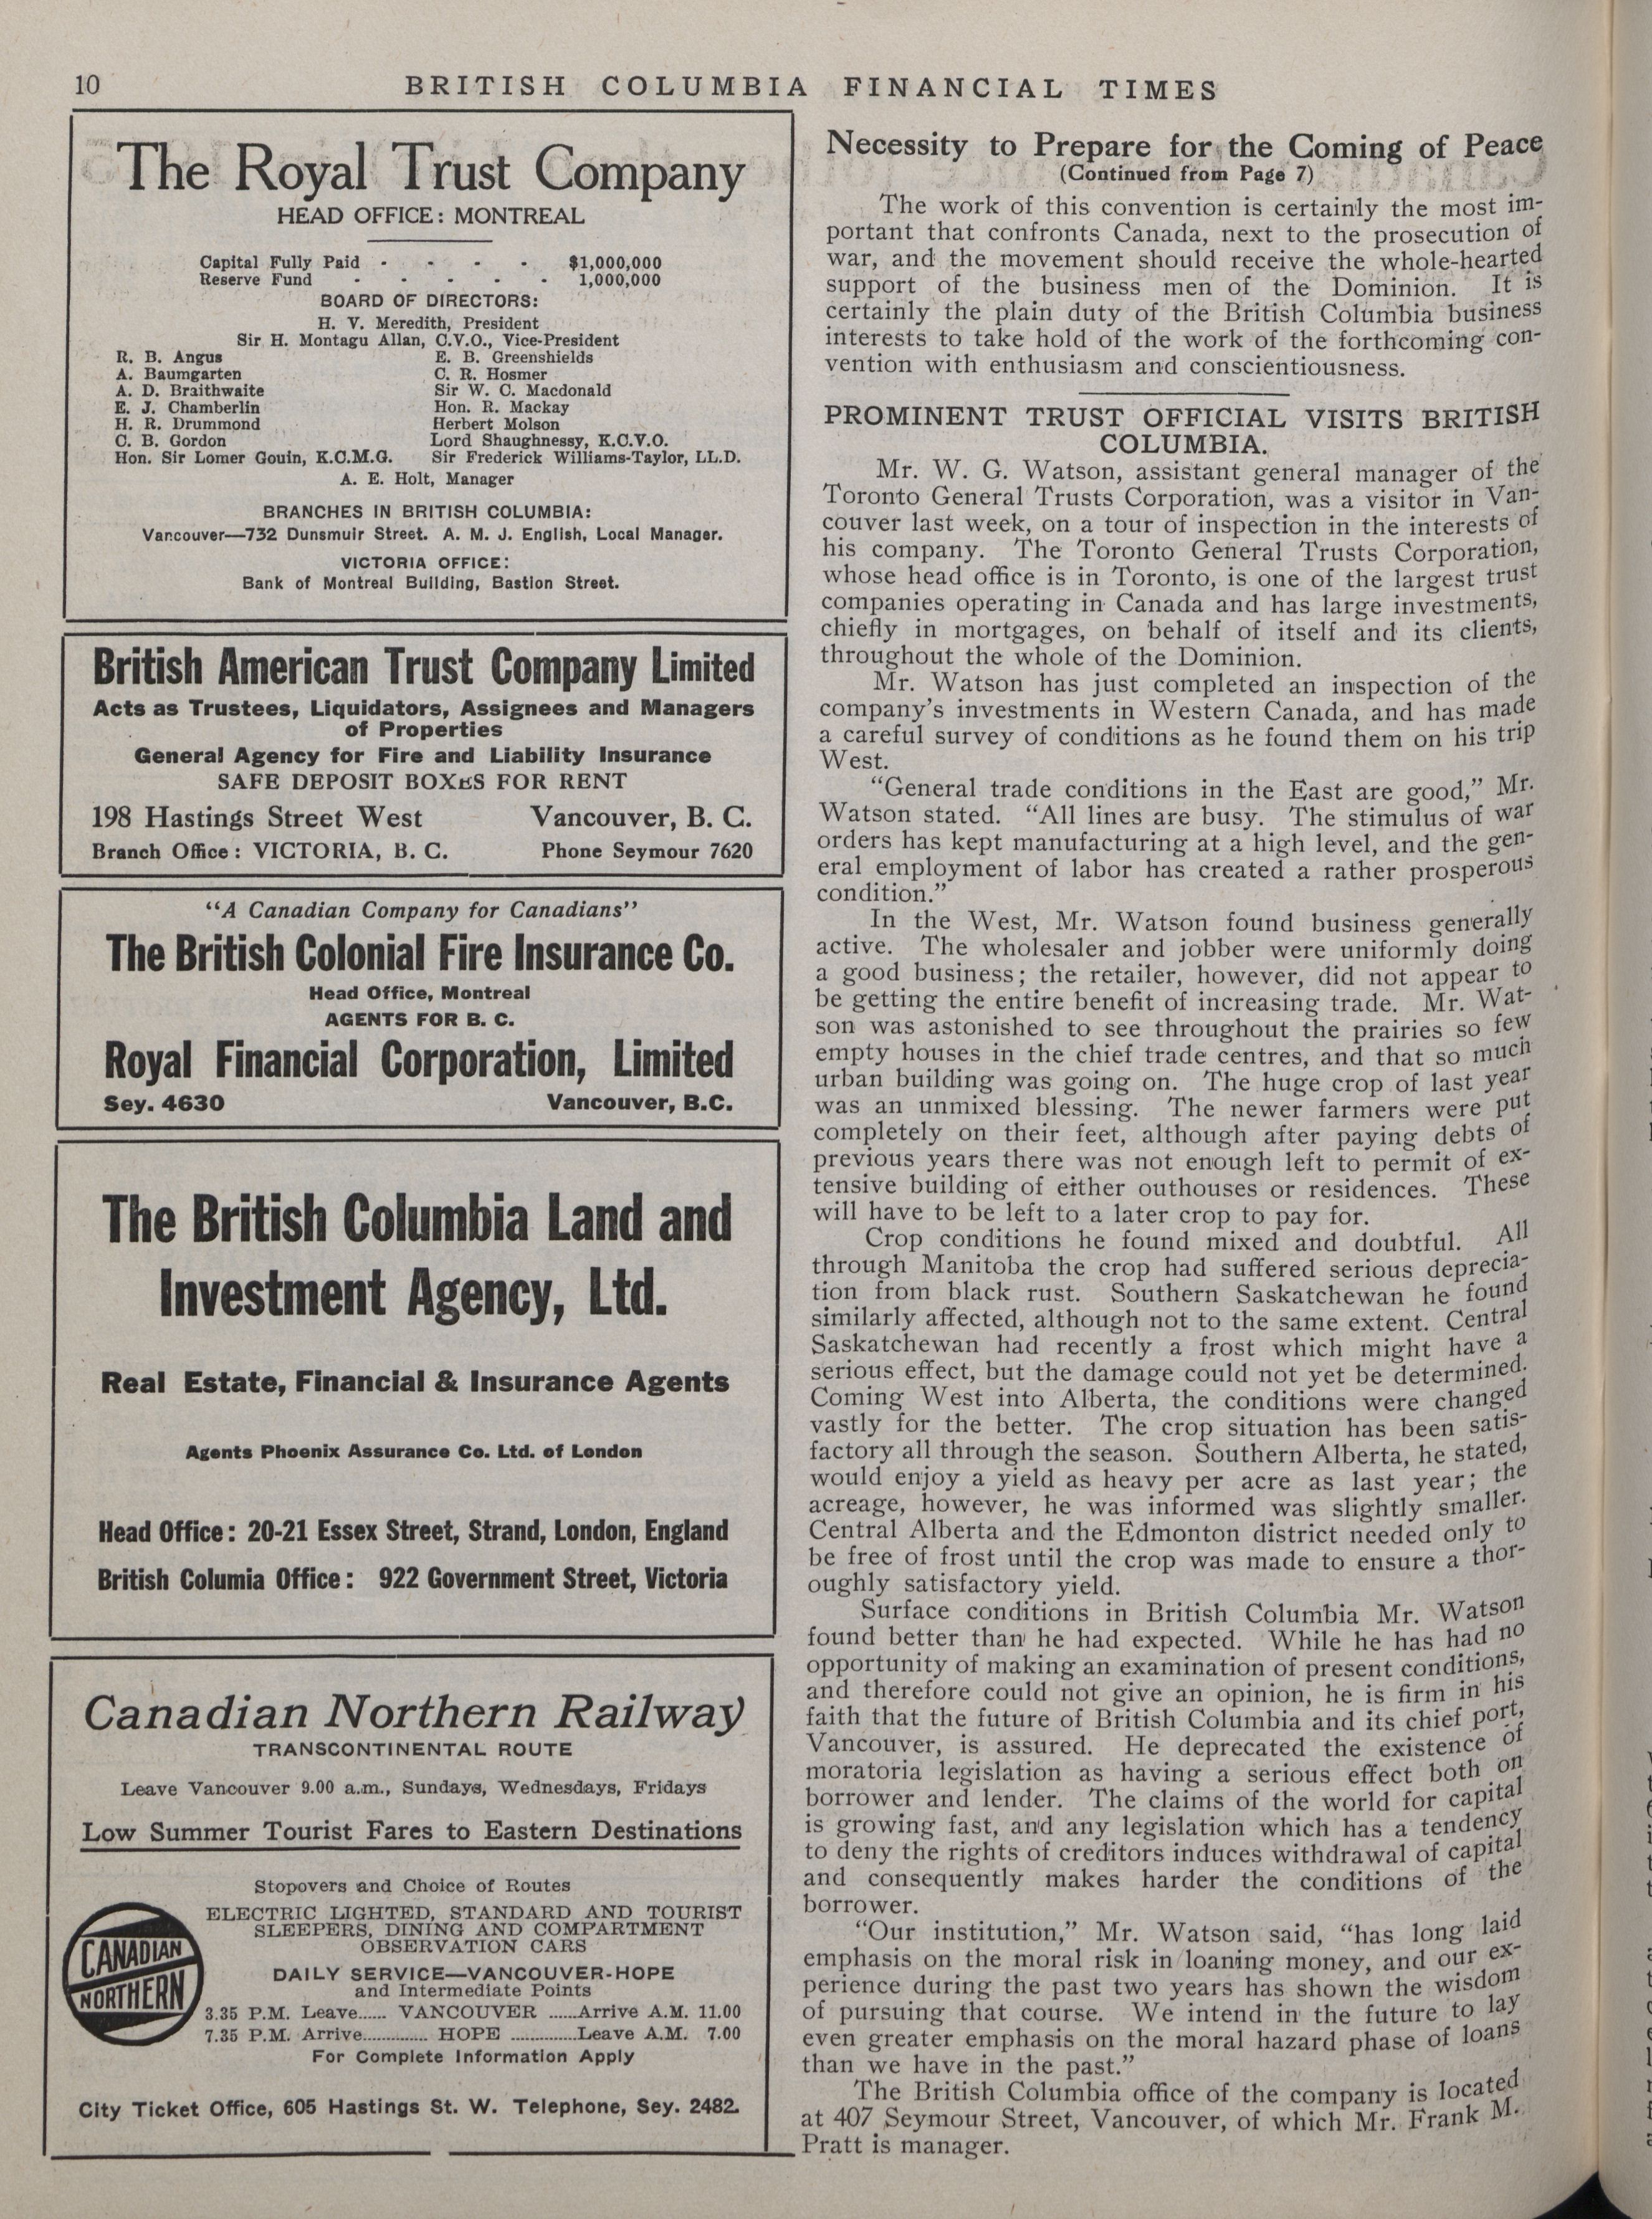 10
BRITISH COLUMBIA FINANCIAL TIMES
The Royal Trust Company
HEAD OFFICE: MONTREAL
Capital Fully Paid - - - - $1,000,000
Reserve Fund - - - - - 1,000,000
BOARD OF DIRECTORS:
H. V. Meredith, President
Sir H. Montagu Allan, C.V.O., Vice-President
R. B. Angus E. B. Greenshields
A. Baumgarten C. R. Hosmer
A. D. Braithwaite Sir W. C. Macdonald
E. J. Chamberlin Hon. R. Mackay
H. R. Drummond Herbert Molson
C. B. Gordon Lord Shaughnessy, K.C.V.O.
Hon. Sir Lomer Gouin, K.C.M.G. Sir Frederick Williams-Taylor, LL.D.
A. E. Holt, Manager
BRANCHES IN BRITISH COLUMBIA:
Vancouver—732 Dunsmuir Street. A. M. J. English, Local Manager.
VICTORIA OFFICE:
Bank of Montreal Building, Bastion Street.
British American Trust Company Limited
Acts as Trustees, Liquidators, Assignees and Managers
of Properties
General Agency for Fire and Liability Insurance
SAFE DEPOSIT BOXES FOR RENT
198 Hastings Street West Vancouver, B. C.
Branch Office: VICTORIA, B. C. Phone Seymour 7620
"A Canadian Company for Canadians"
The British Colonial Fire Insurance Co.
Head Office, Montreal
AGENTS FOR B. C.
Royal Financial Corporation, Limited
Sey. 4630 Vancouver, B.C.
The British Columbia Land and
Investment Agency, Ltd.
Real Estate, Financial & Insurance Agents
Agents Phoenix Assurance Co. Ltd. of London
Head Office: 20-21 Essex Street, Strand, London, England
British Columia Office: 922 Government Street, Victoria
Canadian Northern Railway
TRANSCONTINENTAL ROUTE
Leave Vancouver 9.00 a.m., Sundays, Wednesdays, Fridays
Low Summer Tourist Fares to Eastern Destinations
Stopovers and Choice of Routes
ELECTRIC LIGHTED, STANDARD AND TOURIST
SLEEPERS, DINING AND COMPARTMENT
OBSERVATION CARS
CANADIAN
NORTHERN
DAILY SERVICE—VANCOUVER-HOPE
and Intermediate Points
3.35 P.M. Leave...... VANCOUVER ......Arrive A.M. 11.00
7.35 P.M. Arrive............. HOPE .............Leave A.M. 7.00
For Complete Information Apply
City Ticket Office, 605 Hastings St. W. Telephone, Sey. 2482.
Necessity to Prepare for the Coming of Peace
(Continued from Page 7)
The work of this convention is certainly the most im-
portant that confronts Canada, next to the prosecution of
war, and the movement should receive the whole-hearted
support of the business men of the Dominion. It is
certainly the plain duty of the British Columbia business
interests to take hold of the work of the forthcoming con-
vention with enthusiasm and conscientiousness.
PROMINENT TRUST OFFICIAL VISITS BRITISH
COLUMBIA.
Mr. W. G. Watson, assistant general manager of the
Toronto General Trusts Corporation, was a visitor in Van-
couver last week, on a tour of inspection in the interests of
his company. The Toronto General Trusts Corporation,
whose head office is in Toronto, is one of the largest trust
companies operating in Canada and has large investments,
chiefly in mortgages, on behalf of itself and its clients,
throughout the whole of the Dominion.
Mr. Watson has just completed an inspection of the
company's investments in Western Canada, and has made
a careful survey of conditions as he found them on his trip
West.
"General trade conditions in the East are good," Mr.
Watson stated. "All lines are busy. The stimulus of war
orders has kept manufacturing at a high level, and the gen-
eral employment of labor has created a rather prosperous
condition."
In the West, Mr. Watson found business generally
active. The wholesaler and jobber were uniformly doing
a good business; the retailer, however, did not appear to
be getting the entire benefit of increasing trade. Mr. Wat-
son was astonished to see throughout the prairies so few
empty houses in the chief trade centres, and that so much
urban building was going on. The huge crop of last year
was an unmixed blessing. The newer farmers were put
completely on their feet, although after paying debts of
previous years there was not enough left to permit of ex-
tensive building of either outhouses or residences. These
will have to be left to a later crop to pay for.
Crop conditions he found mixed and doubtful. All
through Manitoba the crop had suffered serious deprecia-
tion from black rust. Southern Saskatchewan he found
similarly affected, although not to the same extent. Central
Saskatchewan had recently a frost which might have a
serious effect, but the damage could not yet be determined.
Coming West into Alberta, the conditions were changed
vastly for the better. The crop situation has been satis-
factory all through the season. Southern Alberta, he stated,
would enjoy a yield as heavy per acre as last year; the
acreage, however, he was informed was slightly smaller.
Central Alberta and the Edmonton district needed only to
be free of frost until the crop was made to ensure a thor-
oughly satisfactory yield.
Surface conditions in British Columbia Mr. Watson
found better than he had expected. While he has had no
opportunity of making an examination of present conditions,
and therefore could not give an opinion, he is firm in his
faith that the future of British Columbia and its chief port,
Vancouver, is assured. He deprecated the existence of
moratoria legislation as having a serious effect both on
borrower and lender. The claims of the world for capital
is growing fast, and any legislation which has a tendency
to deny the rights of creditors induces withdrawal of capital
and consequently makes harder the conditions of the
borrower.
"Our institution," Mr. Watson said, "has long laid
emphasis on the moral risk in loaning money, and our ex-
perience during the past two years has shown the wisdom
of pursuing that course. We intend in the future to lay
even greater emphasis on the moral hazard phase of loans
than we have in the past."
The British Columbia office of the company is located
at 407 Seymour Street, Vancouver, of which Mr. Frank M.
Pratt is manager.